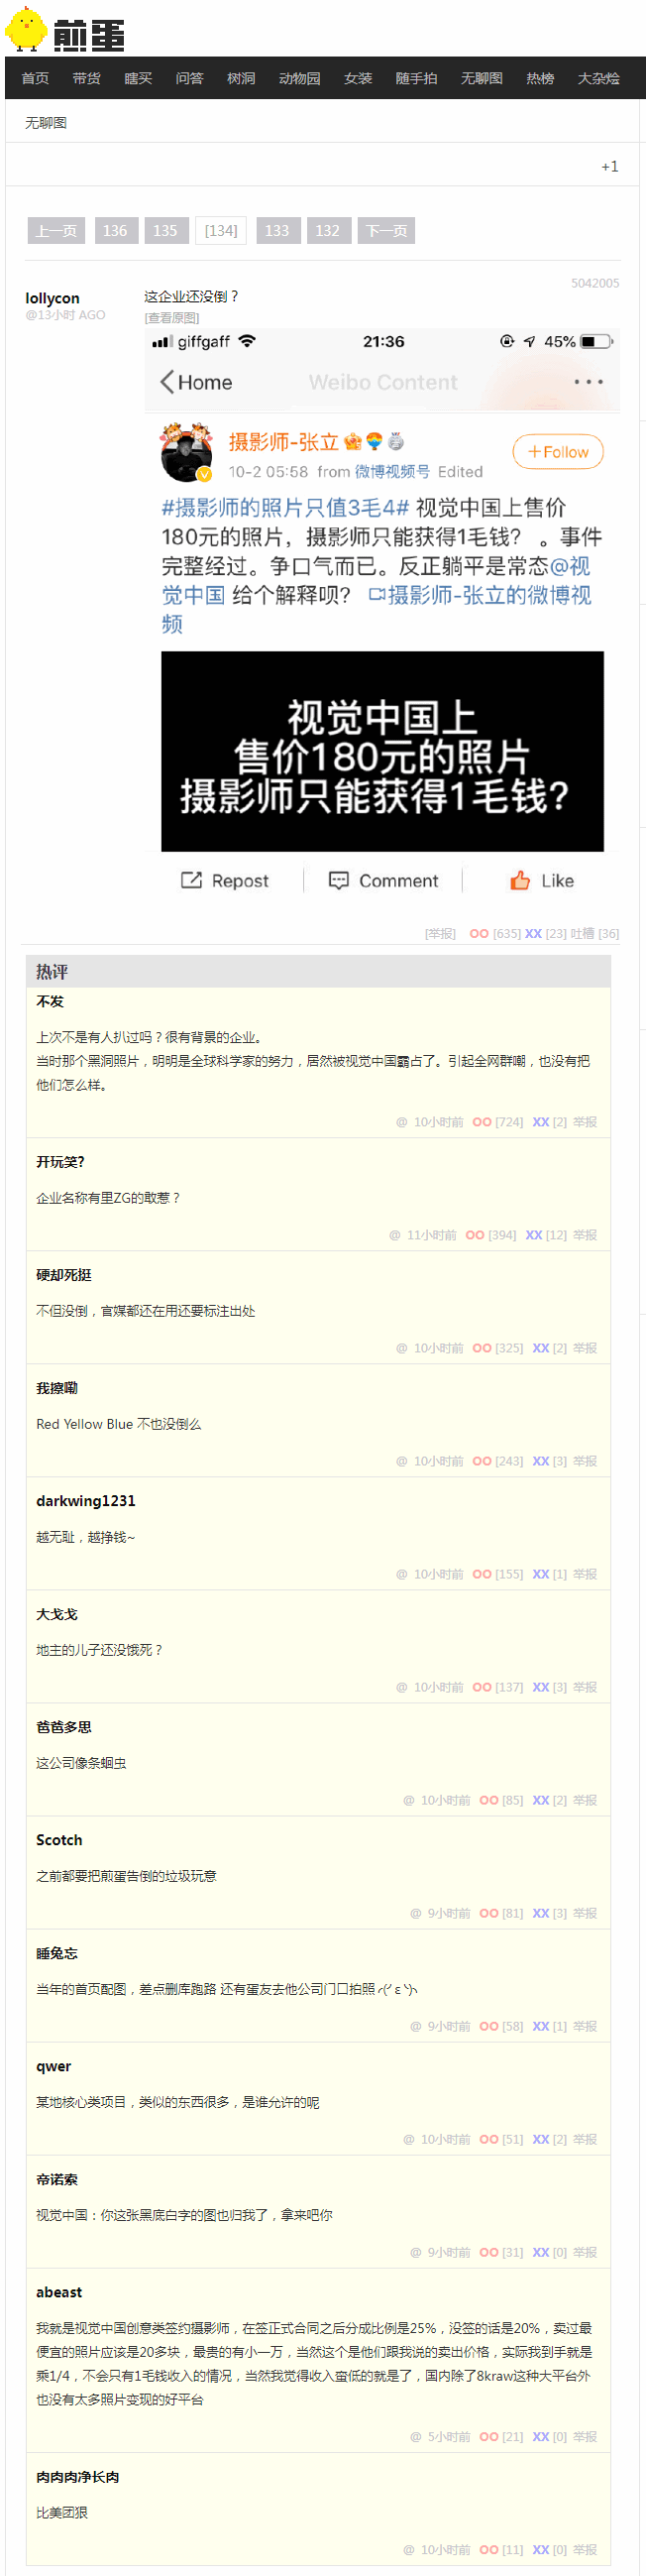 煎蛋
首页 带货 瞎买 问答 树洞 动物园 女装 随手拍 无聊图 热榜 大杂烩
无聊图
+1
上一页 136 135 [134] 133 132 下一页
5042005
lollycon
@13小时 AGO
这企业还没倒？
[查看原图]
giffgaff 21:36 45%
Home Weibo Content ...
摄影师-张立
10-2 05:58 from 微博视频号 Edited
+Follow
#摄影师的照片只值3毛4# 视觉中国上售价
180元的照片，摄影师只能获得1毛钱？ 。事件
完整经过。争口气而已。反正躺平是常态@视
觉中国 给个解释呗？ 摄影师-张立的微博视
频
视觉中国上
售价180元的照片
摄影师只能获得1毛钱?
Repost Comment Like
[举报] OO [635] XX [23] 吐槽 [36]
热评
不发
上次不是有人扒过吗？很有背景的企业。
当时那个黑洞照片，明明是全球科学家的努力，居然被视觉中国霸占了。引起全网群嘲，也没有把
他们怎么样。
@ 10小时前 OO [724] XX [2] 举报
开玩笑?
企业名称有里ZG的敢惹？
@ 11小时前 OO [394] XX [12] 举报
硬却死挺
不但没倒，官媒都还在用还要标注出处
@ 10小时前 OO [325] XX [2] 举报
我擦嘞
Red Yellow Blue 不也没倒么
@ 10小时前 OO [243] XX [3] 举报
darkwing1231
越无耻，越挣钱~
@ 10小时前 OO [155] XX [1] 举报
大戈戈
地主的儿子还没饿死？
@ 10小时前 OO [137] XX [3] 举报
芭芭多思
这公司像条蛔虫
@ 10小时前 OO [85] XX [2] 举报
Scotch
之前都要把煎蛋告倒的垃圾玩意
@ 9小时前 OO [81] XX [3] 举报
睡兔忘
当年的首页配图，差点删库跑路 还有蛋友去他公司门口拍照╭(′ε‵)╮
@ 9小时前 OO [58] XX [1] 举报
qwer
某地核心类项目，类似的东西很多，是谁允许的呢
@ 10小时前 OO [51] XX [2] 举报
帝诺索
视觉中国：你这张黑底白字的图也归我了，拿来吧你
@ 9小时前 OO [31] XX [0] 举报
abeast
我就是视觉中国创意类签约摄影师，在签正式合同之后分成比例是25%，没签的话是20%，卖过最
便宜的照片应该是20多块，最贵的有小一万，当然这个是他们跟我说的卖出价格，实际我到手就是
乘1/4，不会只有1毛钱收入的情况，当然我觉得收入蛮低的就是了，国内除了8kraw这种大平台外
也没有太多照片变现的好平台
@ 5小时前 OO [21] XX [0] 举报
肉肉肉净长肉
比美团狠
@ 10小时前 OO [11] XX [0] 举报